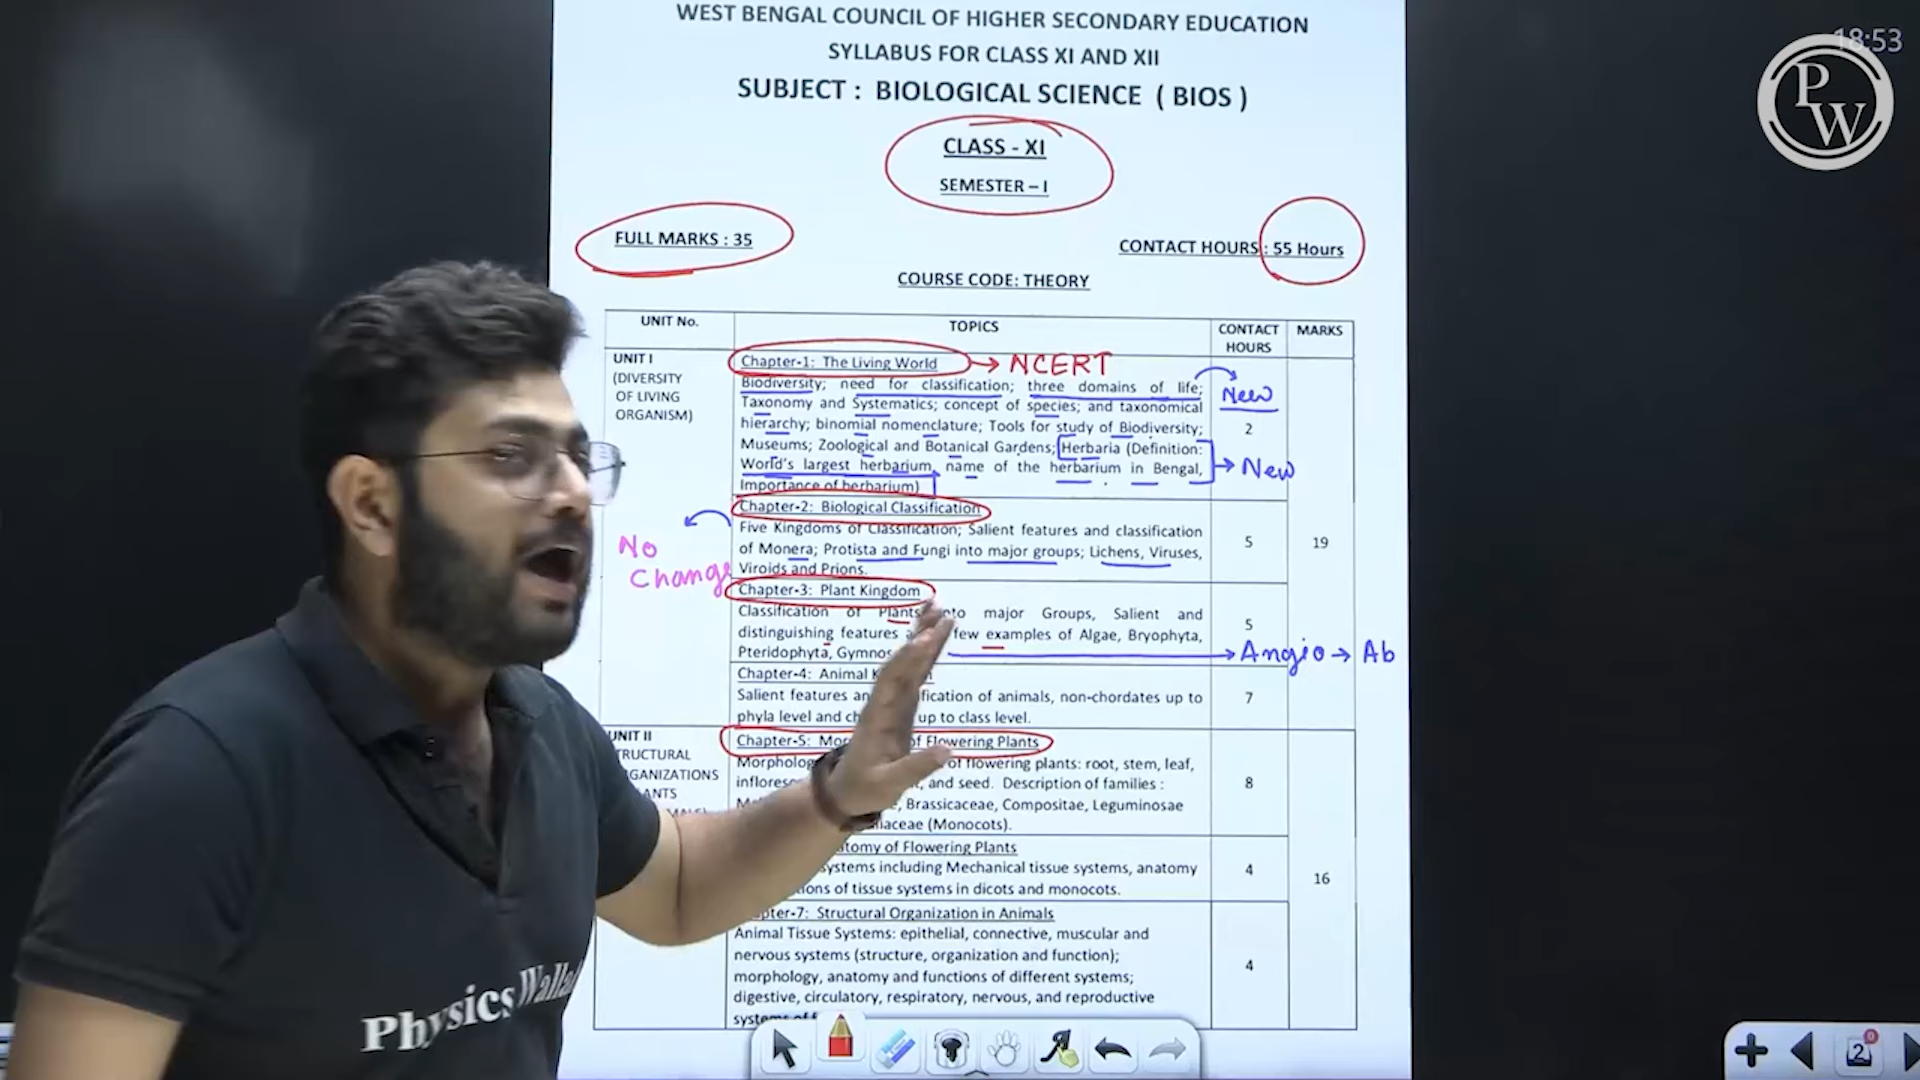 WEST BENGAL COUNCIL OF HIGHER SECONDARY EDUCATION
SYLLABUS FOR CLASS XI AND XII
SUBJECT : BIOLOGICAL SCIENCE ( BIOS )
18:53
PW
CLASS - XI
SEMESTER – I
FULL MARKS : 35
CONTACT HOURS : 55 Hours
COURSE CODE: THEORY
UNIT No.
TOPICS
CONTACT HOURS
MARKS
UNIT I
(DIVERSITY
OF LIVING
ORGANISM)
Chapter-1: The Living World → NCERT
Biodiversity; need for classification; three domains of life;
New
Taxonomy and Systematics; concept of species; and taxonomical
hierarchy; binomial nomenclature; Tools for study of Biodiversity;
2
Museums; Zoological and Botanical Gardens; Herbaria (Definition:
World's largest herbarium, name of the herbarium in Bengal,
→ New
Importance of herbarium)
Chapter-2: Biological Classification
No
Change
Five Kingdoms of Classification; Salient features and classification
of Monera; Protista and Fungi into major groups; Lichens, Viruses,
Viroids and Prions.
5
19
Chapter-3: Plant Kingdom
Classification of Plants into major Groups, Salient and
distinguishing features few examples of Algae, Bryophyta,
Pteridophyta,
5
→ Angio → Ab
Chapter-4: Animal
Salient features of animals, non-chordates up to
phyla level and up to class level.
7
UNIT II
Chapter-5: of Flowering Plants
of flowering plants: root, stem, leaf,
and seed. Description of families :
Brassicaceae, Compositae, Leguminosae
(Monocots).
8
of Flowering Plants
including Mechanical tissue systems, anatomy
of tissue systems in dicots and monocots.
4
16
Structural Organization in Animals
Animal Tissue Systems: epithelial, connective, muscular and
nervous systems (structure, organization and function);
morphology, anatomy and functions of different systems;
digestive, circulatory, respiratory, nervous, and reproductive
4
Physics
2
0